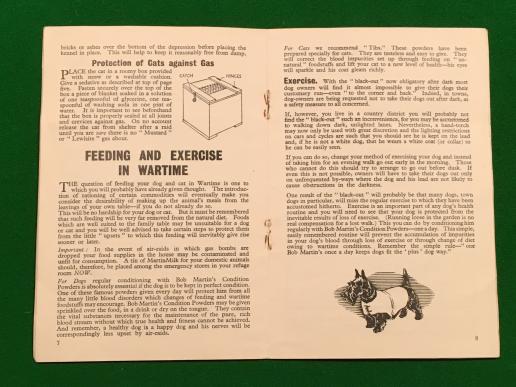 bricks or ashes over the bottom of the depression before placing the
funnel in place. This will help to keep it reasonably free from damp.
Protection of Cats against Gas
PLACE the cat in a roomy box provided
with straw or a washable cushion.
Give a sedative as described at top of page
five. Fasten securely over the top of the
box a piece of blanket soaked in a solution
of one teaspoonful of glycerine, one tea-
spoonful of washing soda in one pint of
water. It is important to see beforehand
that the box is properly sealed at all joints
and crevices against gas. On no account
release the cat from shelter after a raid
until you are sure there is no " Mustard "
or " Lewisite " gas about.
CATCH
HINGES
FEEDING AND EXERCISE
IN WARTIME
THE question of feeding your dog and cat in Wartime is one to
which you will probably have already given thought. The introduc-
tion of rationing of certain commodities will eventually make you
consider the desirability of making up the animal's meals from the
leavings of your own table—if you do not already do so.
This will be no hardship for your dog or cat. But it must be remembered
that such feeding will be very far removed from the natural diet. Foods
which are well suited to the family table may be injurious to your dog
or cat and you will be well advised to take certain steps to protect them
from the little " upsets " to which this feeding will inevitably give rise
sooner or later.
Important : In the event of air-raids in which gas bombs are
dropped your food supplies in the house may be contaminated and
unfit for consumption. A tin of MartinMilk for your domestic animals
should, therefore, be placed among the emergency stores in your refuge
room NOW.
For Dogs regular conditioning with Bob Martin's Condition
Powders is absolutely essential if the dog is to be kept in perfect condition.
One of these famous powders given every day will protect him from all
the many little blood disorders which changes of feeding and wartime
foodstuffs may encourage. Bob Martin's Condition Powders may be given
sprinkled over the food, in a drink or dry on the tongue. They contain
the vital substances necessary for the maintenance of the pure, rich
blood stream without which true health and fitness cannot be achieved.
And remember, a healthy dog is a happy dog and his nerves will be
correspondingly less upset by air-raids.
7
For Cats we recommend " Tibs." These powders have been
prepared specially for cats. They are tasteless and easy to give. They
will correct the blood impurities set up through feeding on " un-
natural " foodstuffs and lift your cat to a new level of health—his eyes
will sparkle and his coat gleam richly.
Exercise. With the " black-out " now obligatory after dark most
dog owners will find it almost impossible to give their dogs their
customary run—even " to the corner and back." Indeed, in towns,
dog-owners are being requested not to take their dogs out after dark, as
a safety measure to all concerned.
If, however, you live in a country district you will probably not
find the " black-out " such an inconvenience, for you may be accustomed
to walking down dark, unlighted lanes. Nevertheless, a hand-torch
may now only be used with great discretion and the lighting restrictions
on cars and cycles are such that you should see he is kept on the lead
and, if he is not a white dog, that he wears a white coat (or collar) so
he can be easily seen.
If you can do so, change your method of exercising your dog and instead
of taking him for an evening walk go out early in the morning. Those
who cannot do this should try to arrange to go out before dark. Where
even this is not possible, owners will have to take their dogs out only
on unfrequented by-ways where the dog and his lead are not likely to
cause obstructions in the darkness.
One result of the " black-out " will probably be that many dogs, town
dogs in particular, will miss the regular exercise to which they have been
accustomed hitherto. Exercise is an important part of any dog's health
routine and you will need to see that your dog is protected from the
inevitable results of loss of exercise. Running loose in the garden is no
real compensation for a lost walk. This you can do by conditioning him
regularly with Bob Martin's Condition Powders—one a day. This simple,
easily remembered routine will prevent the accumulation of impurities
in your dog's blood through loss of exercise or through change of diet
owing to wartime conditions. Remember the simple rule—" one
Bob Martin's once a day keeps dogs fit the ' plus ' dog way."
8